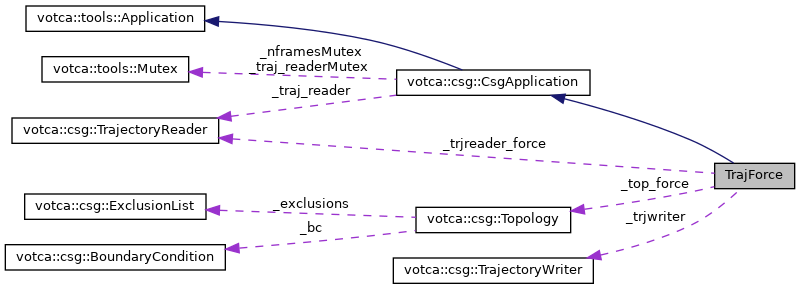 votca::tools::Application
_nframesMutex
_traj_readerMutex
votca::tools::Mutex
votca::csg::CsgApplication
_traj_reader
votca::csg::TrajectoryReader
_trjreader_force
TrajForce
_top_force
votca::csg::ExclusionList
_exclusions
votca::csg::Topology
_trjwriter
_bc
votca::csg::BoundaryCondition
votca::csg::TrajectoryWriter